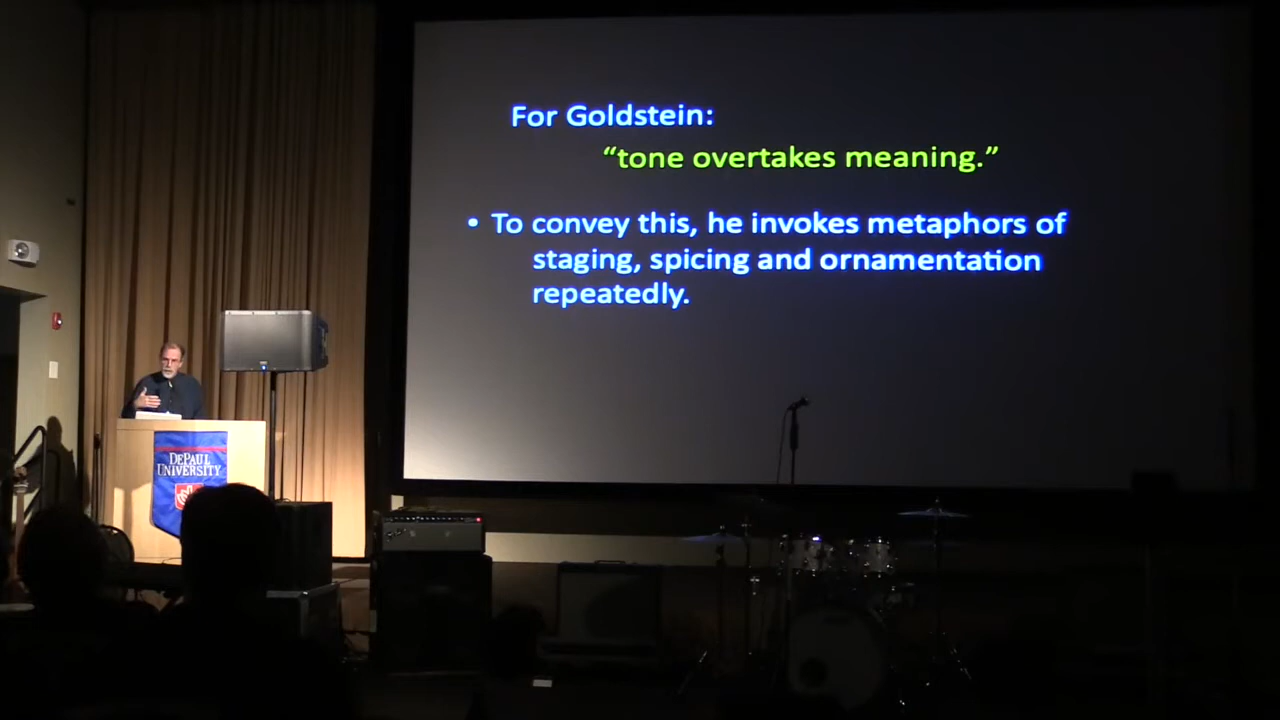 For Goldstein:
“tone overtakes meaning.”
• To convey this, he invokes metaphors of
staging, spicing and ornamentation
repeatedly.
DEPAUL
UNIVERSITY